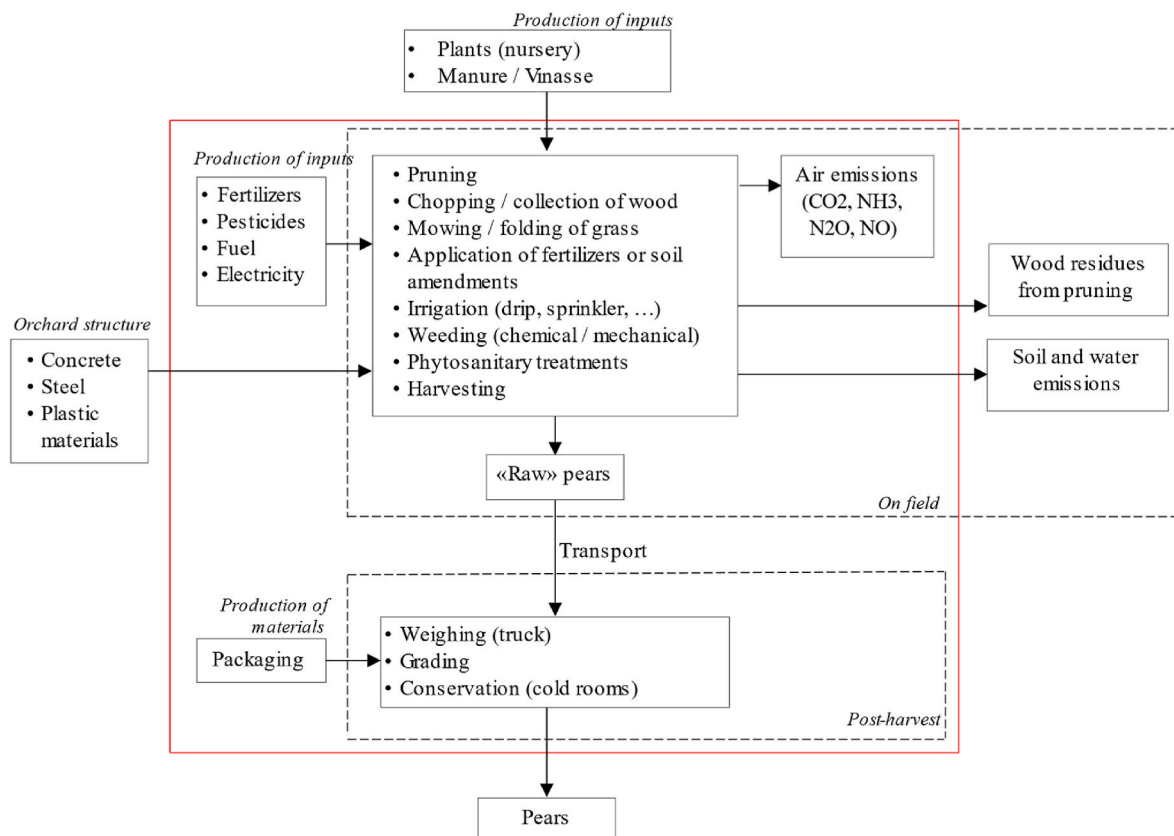 Production of inputs
• Plants (nursery)
• Manure / Vinasse
Production of inputs
• Fertilizers
• Pesticides
• Fuel
• Electricity
• Pruning
• Chopping / collection of wood
• Mowing / folding of grass
• Application of fertilizers or soil
amendments
• Irrigation (drip, sprinkler, …)
• Weeding (chemical / mechanical)
• Phytosanitary treatments
• Harvesting
Air emissions
(CO2, NH3,
N2O, NO)
Wood residues
from pruning
Orchard structure
• Concrete
• Steel
• Plastic
materials
Soil and water
emissions
«Raw» pears
On field
Transport
Production of
materials
Packaging
• Weighing (truck)
• Grading
• Conservation (cold rooms)
Post-harvest
Pears